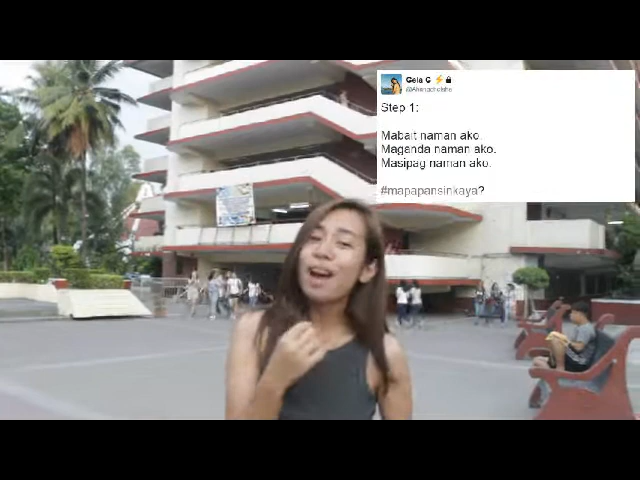 Gela C ⚡🔒
Step 1:
Mabait naman ako.
Maganda naman ako.
Masipag naman ako.
#mapapansinkaya?